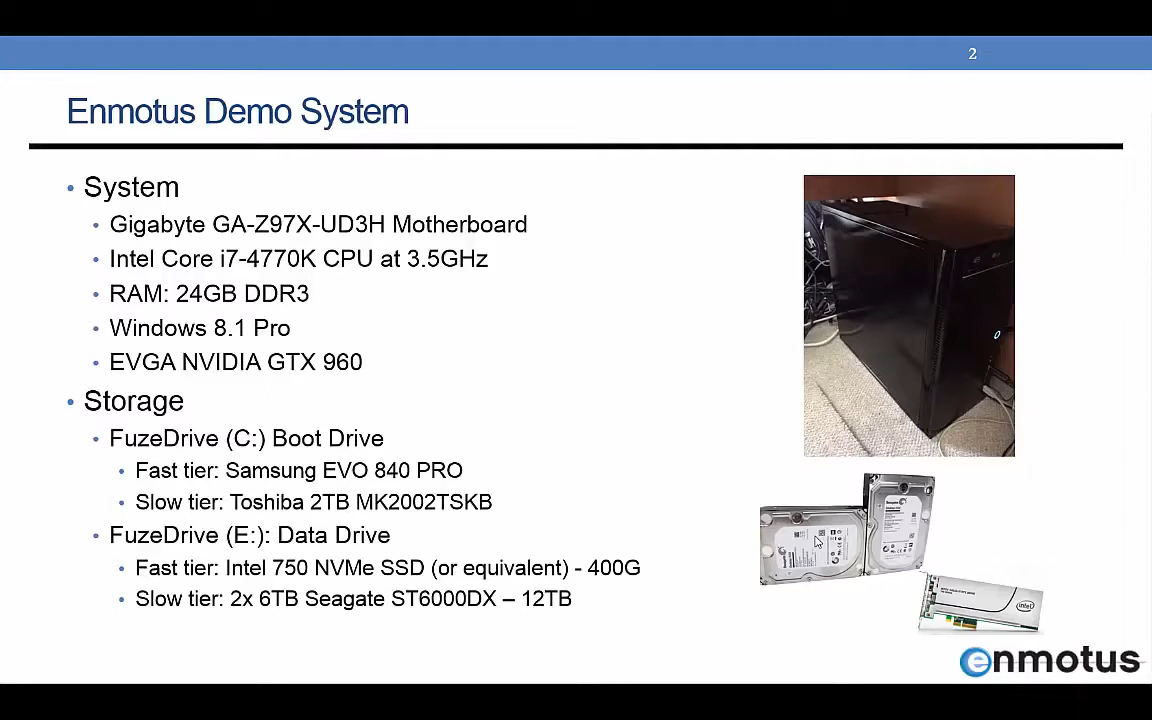 2
Enmotus Demo System
• System
• Gigabyte GA-Z97X-UD3H Motherboard
• Intel Core i7-4770K CPU at 3.5GHz
• RAM: 24GB DDR3
• Windows 8.1 Pro
• EVGA NVIDIA GTX 960
• Storage
• FuzeDrive (C:) Boot Drive
• Fast tier: Samsung EVO 840 PRO
• Slow tier: Toshiba 2TB MK2002TSKB
• FuzeDrive (E:): Data Drive
• Fast tier: Intel 750 NVMe SSD (or equivalent) - 400G
• Slow tier: 2x 6TB Seagate ST6000DX – 12TB
intel
enmotus